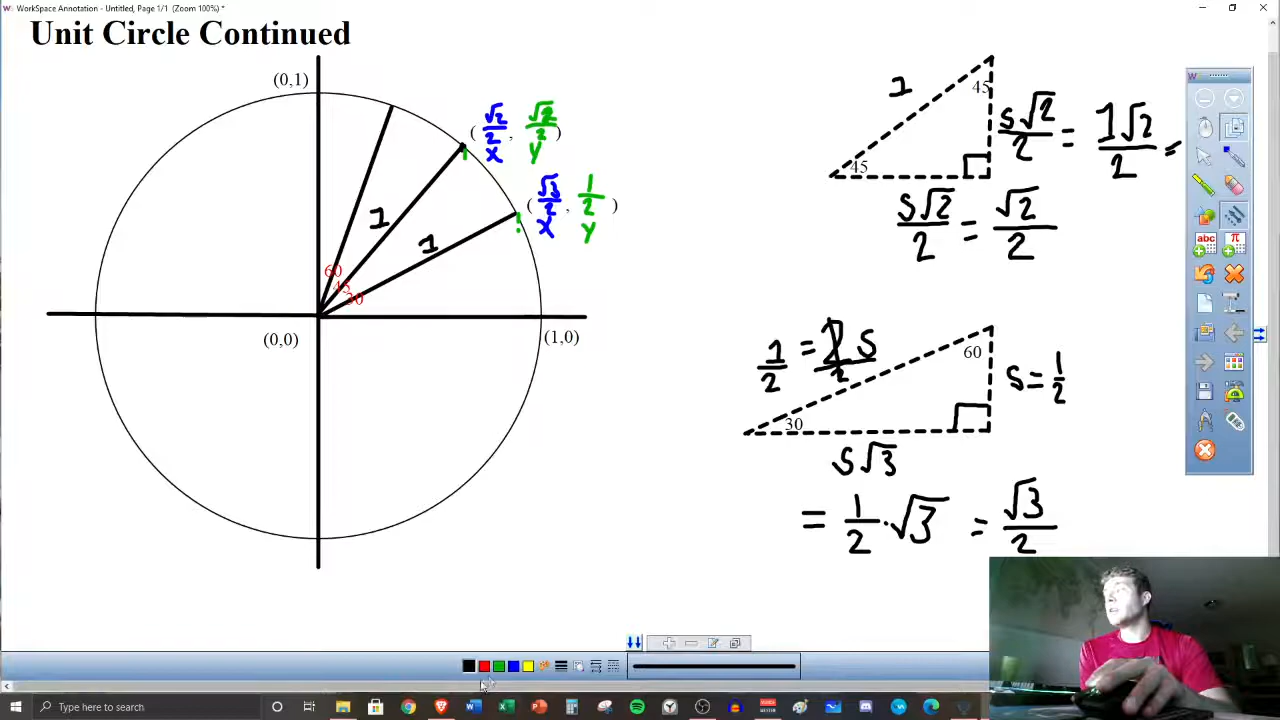 WorkSpace Annotation - Untitled, Page 1/1 (Zoom 100%) *
Unit Circle Continued
(0,1)
(√2/2, √2/2)
x y
(√3/2, 1/2)
x y
1
1
60
45
30
(0,0)
(1,0)
1
45
45
s√2/2 = 1√2/2 =
s√2/2 = √2/2
1/2 = 2s/2
60
30
s = 1/2
s√3
= 1/2 · √3 = √3/2
abc
π
Type here to search